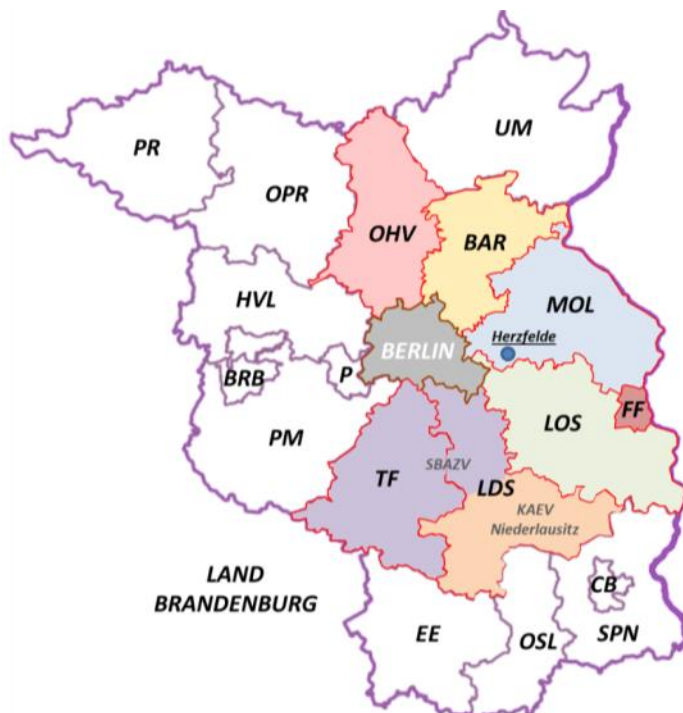 UM
PR
OPR
OHV
BAR
HVL
MOL
Herzfelde
BERLIN
BRB
P
FF
LOS
PM
SBAZV
TF
LDS
KAEV
Niederlausitz
LAND
BRANDENBURG
CB
EE
OSL
SPN